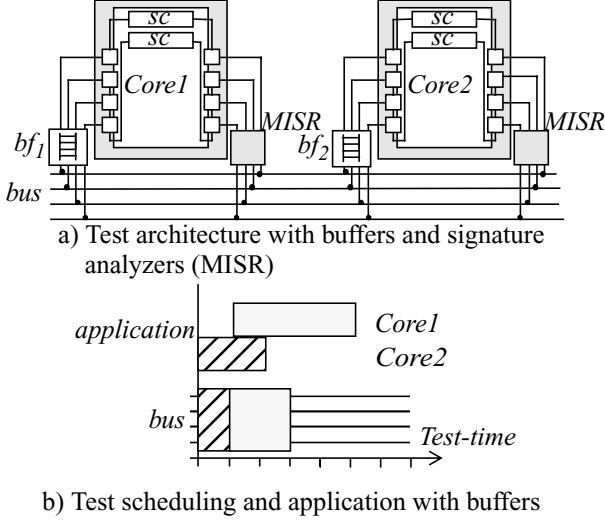 sc
sc
sc
sc
Core1
Core2
MISR
MISR
bf1
bf2
bus
a) Test architecture with buffers and signature
analyzers (MISR)
application
Core1
Core2
bus
Test-time
b) Test scheduling and application with buffers